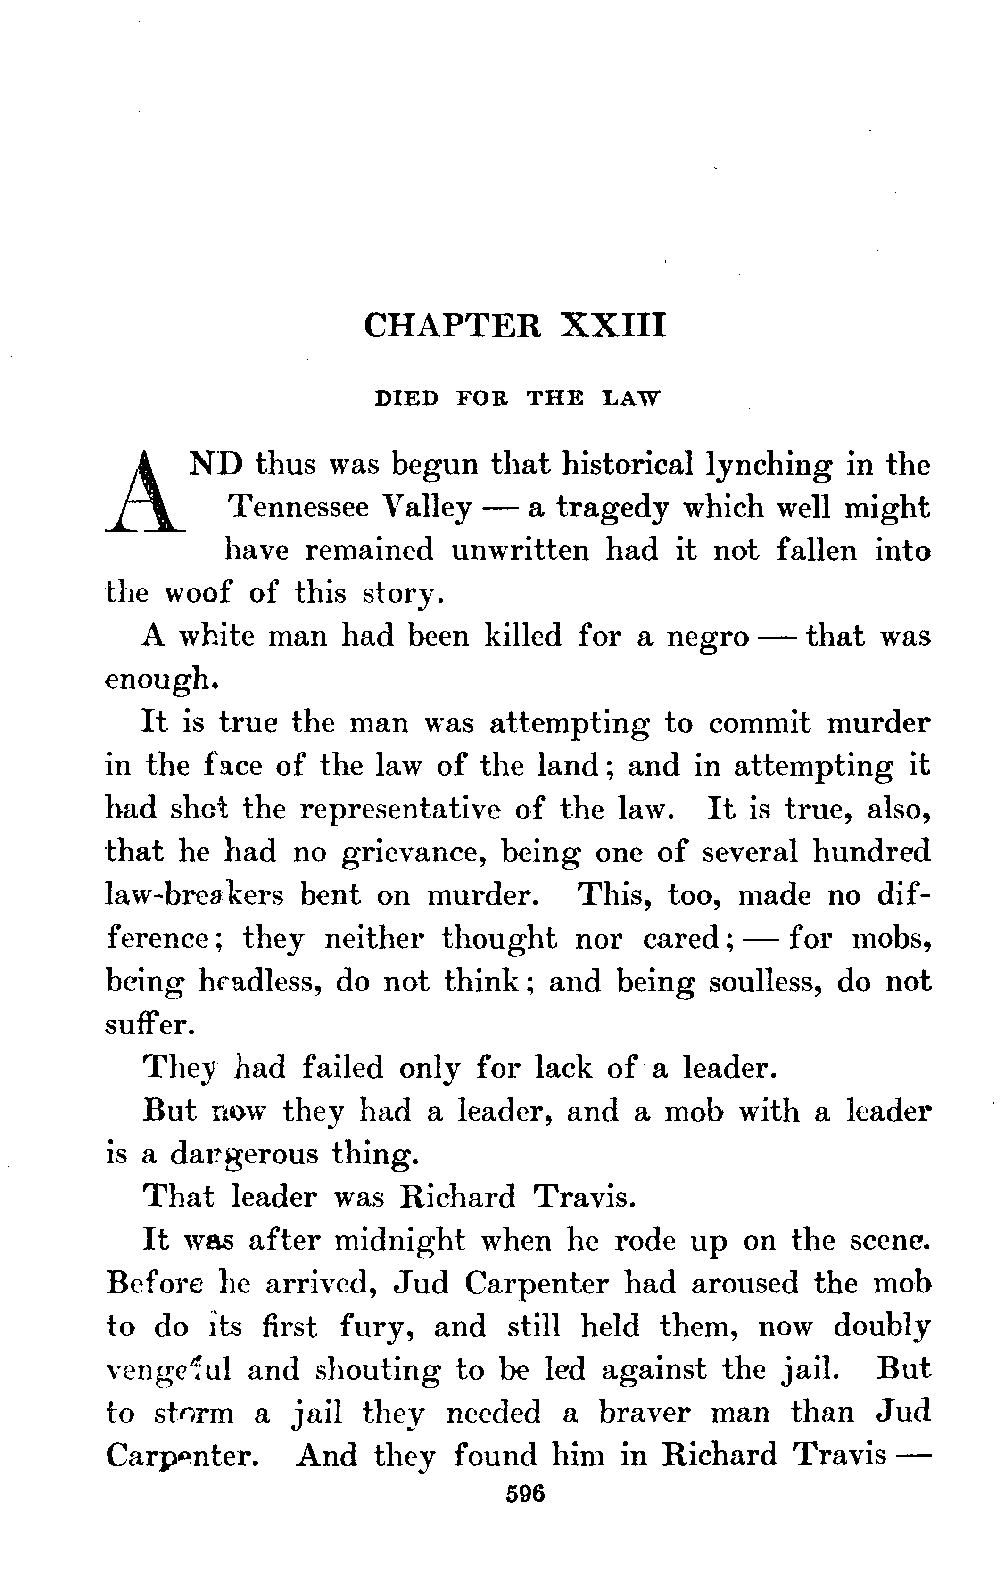 CHAPTER XXIII
DIED FOR THE LAW
AND thus was begun that historical lynching in the
Tennessee Valley — a tragedy which well might
have remained unwritten had it not fallen into
the woof of this story.
A white man had been killed for a negro — that was
enough.
It is true the man was attempting to commit murder
in the face of the law of the land; and in attempting it
had shot the representative of the law. It is true, also,
that he had no grievance, being one of several hundred
law-breakers bent on murder. This, too, made no dif-
ference; they neither thought nor cared; — for mobs,
being headless, do not think; and being soulless, do not
suffer.
They had failed only for lack of a leader.
But now they had a leader, and a mob with a leader
is a dangerous thing.
That leader was Richard Travis.
It was after midnight when he rode up on the scene.
Before he arrived, Jud Carpenter had aroused the mob
to do its first fury, and still held them, now doubly
vengeful and shouting to be led against the jail. But
to storm a jail they needed a braver man than Jud
Carpenter. And they found him in Richard Travis —
596